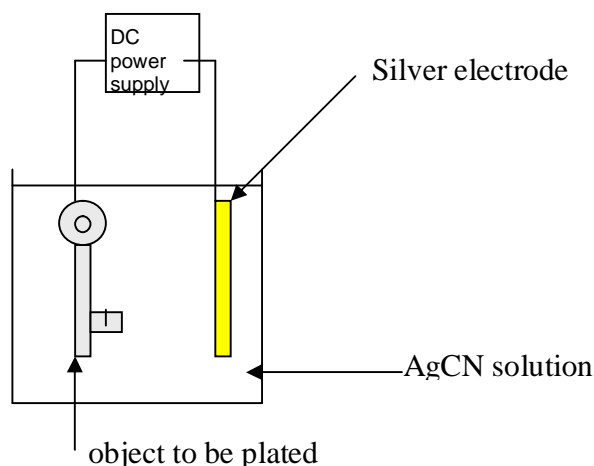 DC
power
supply
Silver electrode
AgCN solution
object to be plated